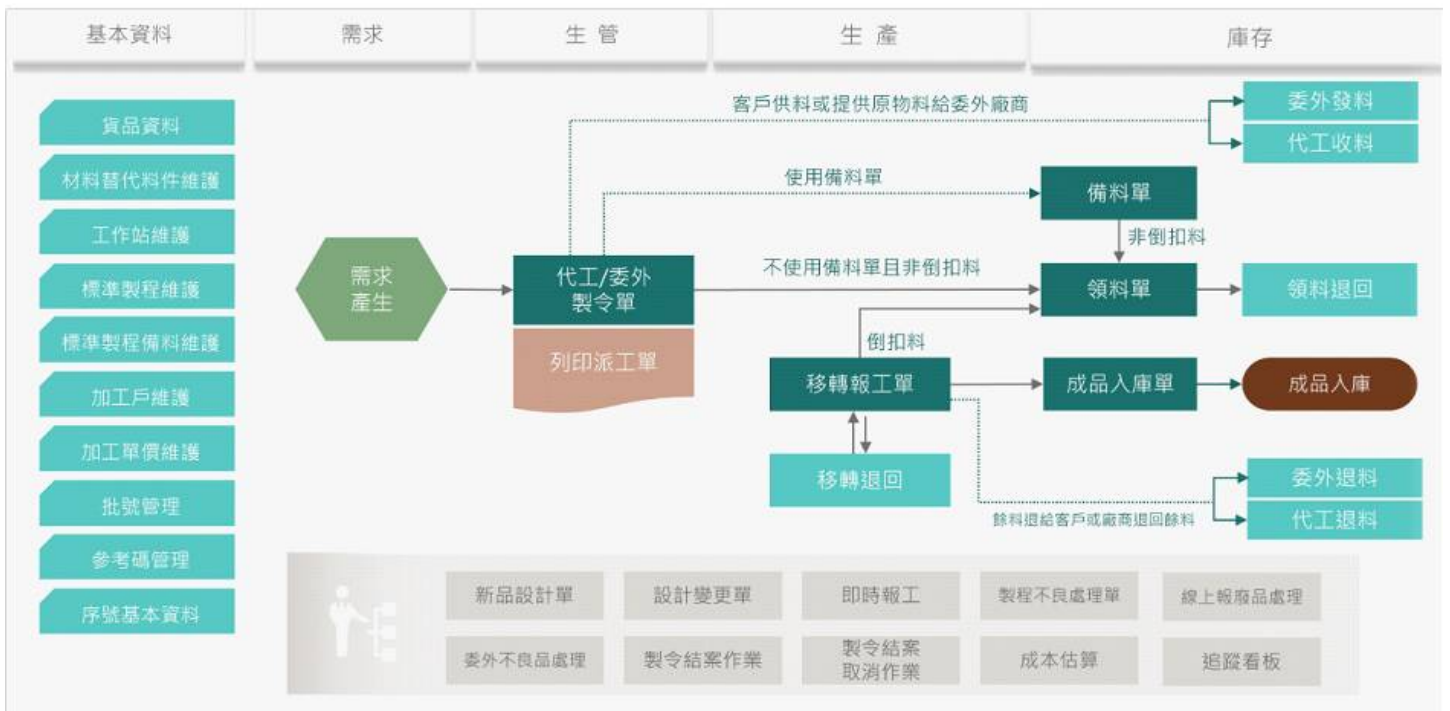 基本資料
需求
生 管
生 產
庫存
貨品資料
材料替代料件維護
工作站維護
標準製程維護
標準製程備料維護
加工戶維護
加工單價維護
批號管理
參考碼管理
序號基本資料
需求
產生
代工/委外
製令單
列印派工單
客戶供料或提供原物料給委外廠商
使用備料單
不使用備料單且非倒扣料
倒扣料
移轉報工單
移轉退回
備料單
非倒扣料
領料單
成品入庫單
餘料退給客戶或廠商退回餘料
委外發料
代工收料
領料退回
成品入庫
委外退料
代工退料
新品設計單
設計變更單
即時報工
製程不良處理單
線上報廢品處理
委外不良品處理
製令結案作業
製令結案
取消作業
成本估算
追蹤看板